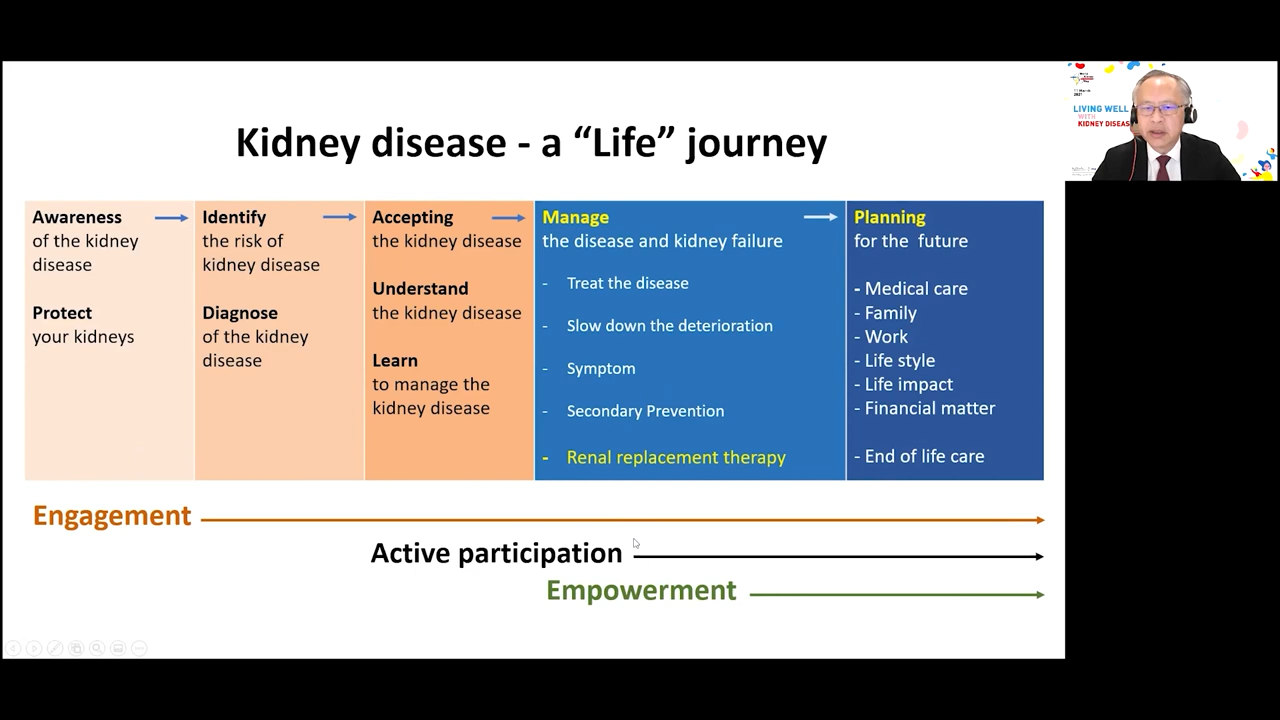 Kidney disease - a “Life” journey
Awareness
of the kidney
disease
Protect
your kidneys
Identify
the risk of
kidney disease
Diagnose
of the kidney
disease
Accepting
the kidney disease
Understand
the kidney disease
Learn
to manage the
kidney disease
Manage
the disease and kidney failure
- Treat the disease
- Slow down the deterioration
- Symptom
- Secondary Prevention
- Renal replacement therapy
Planning
for the future
- Medical care
- Family
- Work
- Life style
- Life impact
- Financial matter
- End of life care
Engagement
Active participation
Empowerment
LIVING WELL
WITH
KIDNEY DISEASE